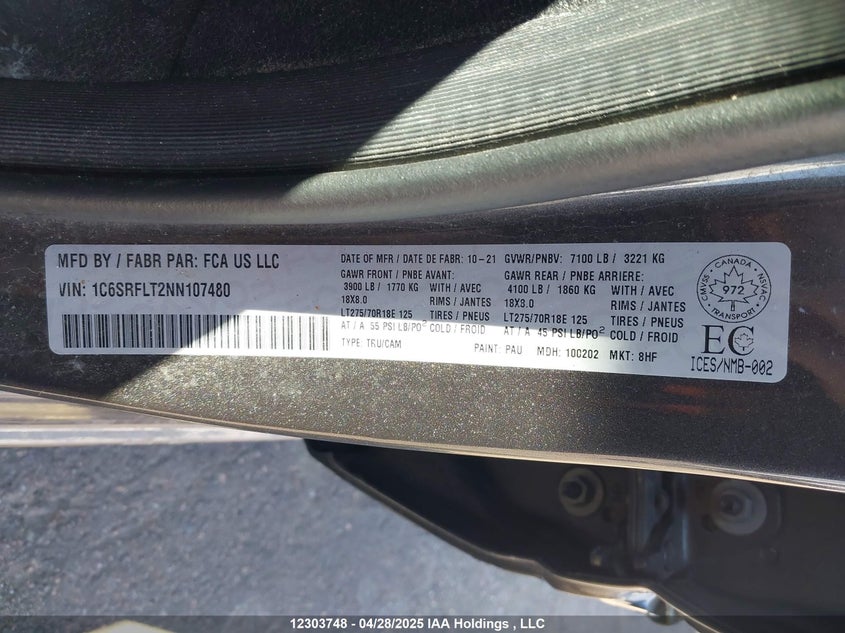 MFD BY / FABR PAR: FCA US LLC
VIN: 1C6SRFLT2NN107480
DATE OF MFR / DATE DE FABR: 10-21 GVWR/PNBV: 7100 LB / 3221 KG
GAWR FRONT / PNBE AVANT: GAWR REAR / PNBE ARRIERE:
3900 LB / 1770 KG WITH / AVEC 4100 LB / 1860 KG WITH / AVEC
18X8.0 RIMS / JANTES 18X8.0 RIMS / JANTES
LT275/70R18E 125 TIRES / PNEUS LT275/70R18E 125 TIRES / PNEUS
AT / A 55 PSI LB/PO² COLD / FROID AT / A 45 PSI LB/PO² COLD / FROID
TYPE: TRU/CAM PAINT: PAU MDH: 100202 MKT: 8HF
CANADA
CMVSS 972 NSVAC
TRANSPORT
EC
ICES/NMB-002
12303748 - 04/28/2025 IAA Holdings , LLC